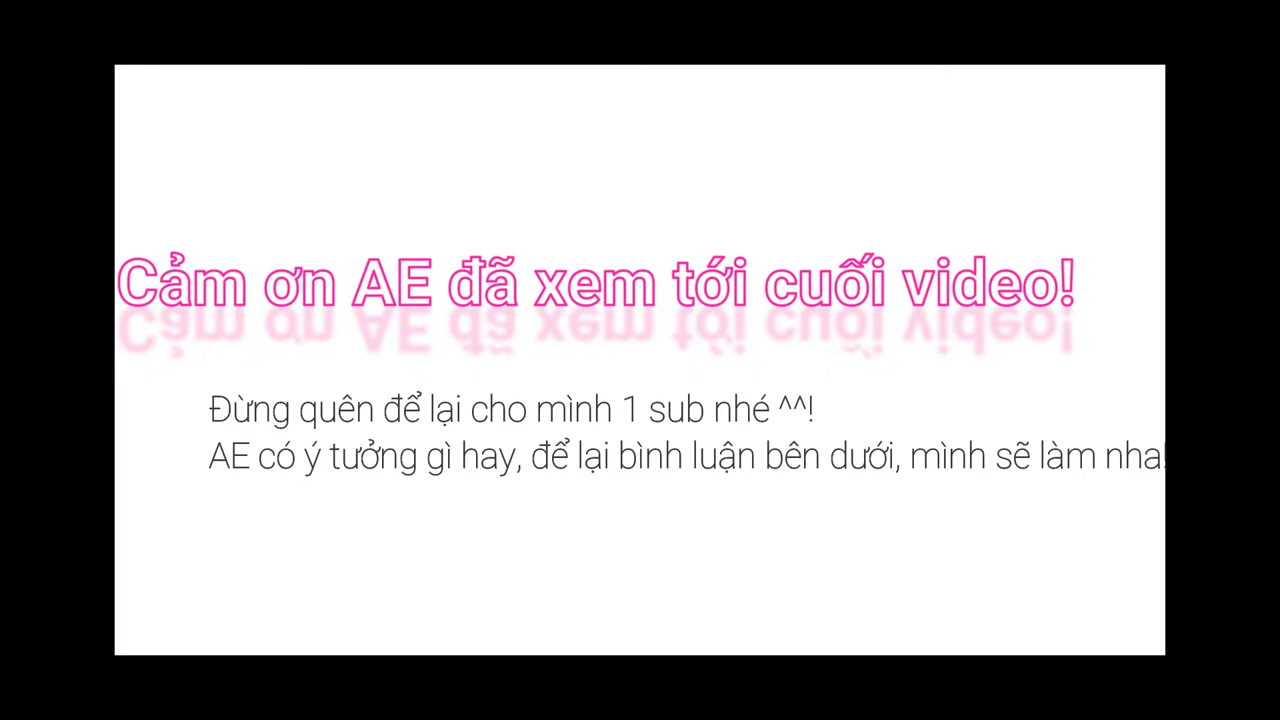 Cảm ơn AE đã xem tới cuối video!
Đừng quên để lại cho mình 1 sub nhé ^^!
AE có ý tưởng gì hay, để lại bình luận bên dưới, mình sẽ làm nha!